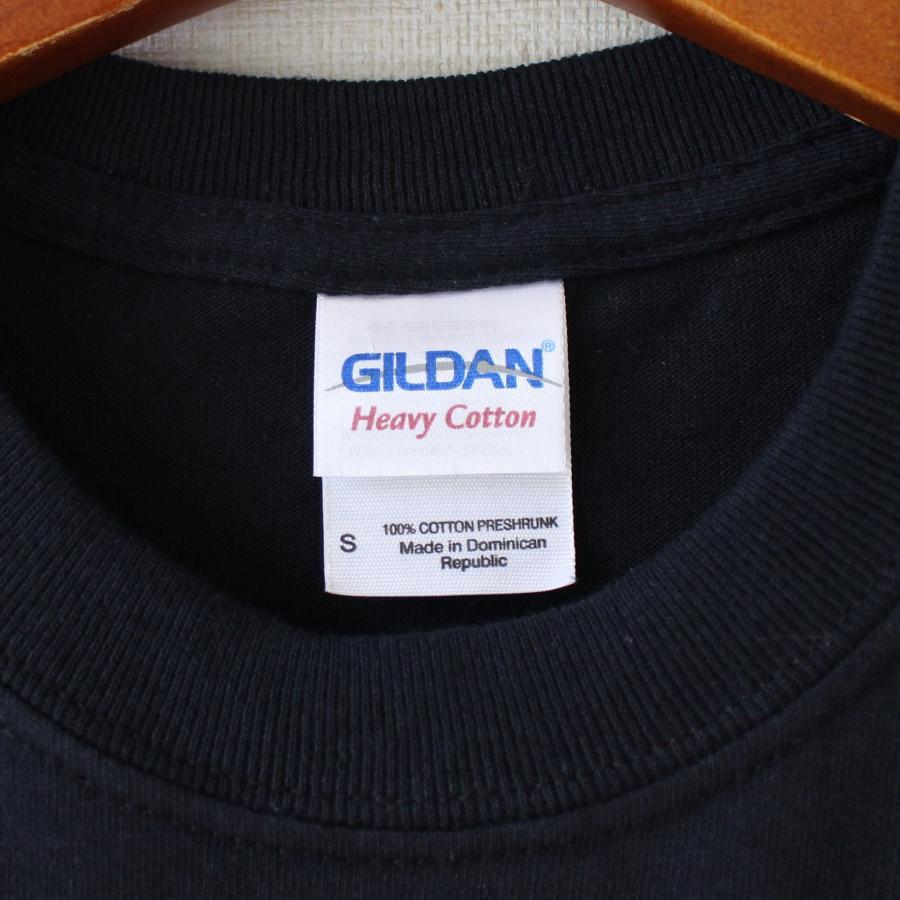 GILDAN®
Heavy Cotton
S
100% COTTON PRESHRUNK
Made in Dominican
Republic